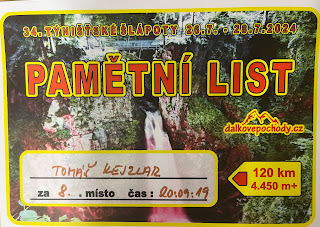 34. TÝNIŠŤSKÉ ŠLÁPOTY 26.7. - 28.7.2024
PAMĚTNÍ LIST
dalkovepochody.cz
TOMÁŠ KEJZLAR
za 8. . místo čas : 20:09:19
120 km
4.450 m+